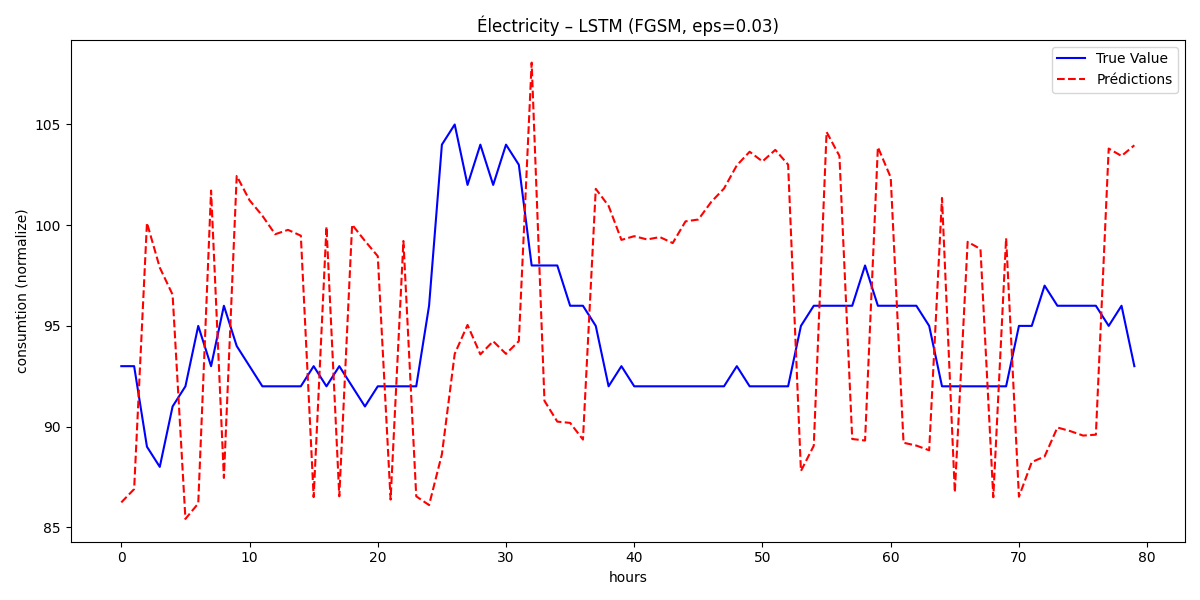 Électricity – LSTM (FGSM, eps=0.03)
True Value
Prédictions
consumtion (normalize)
105
100
95
90
85
0 10 20 30 40 50 60 70 80
hours